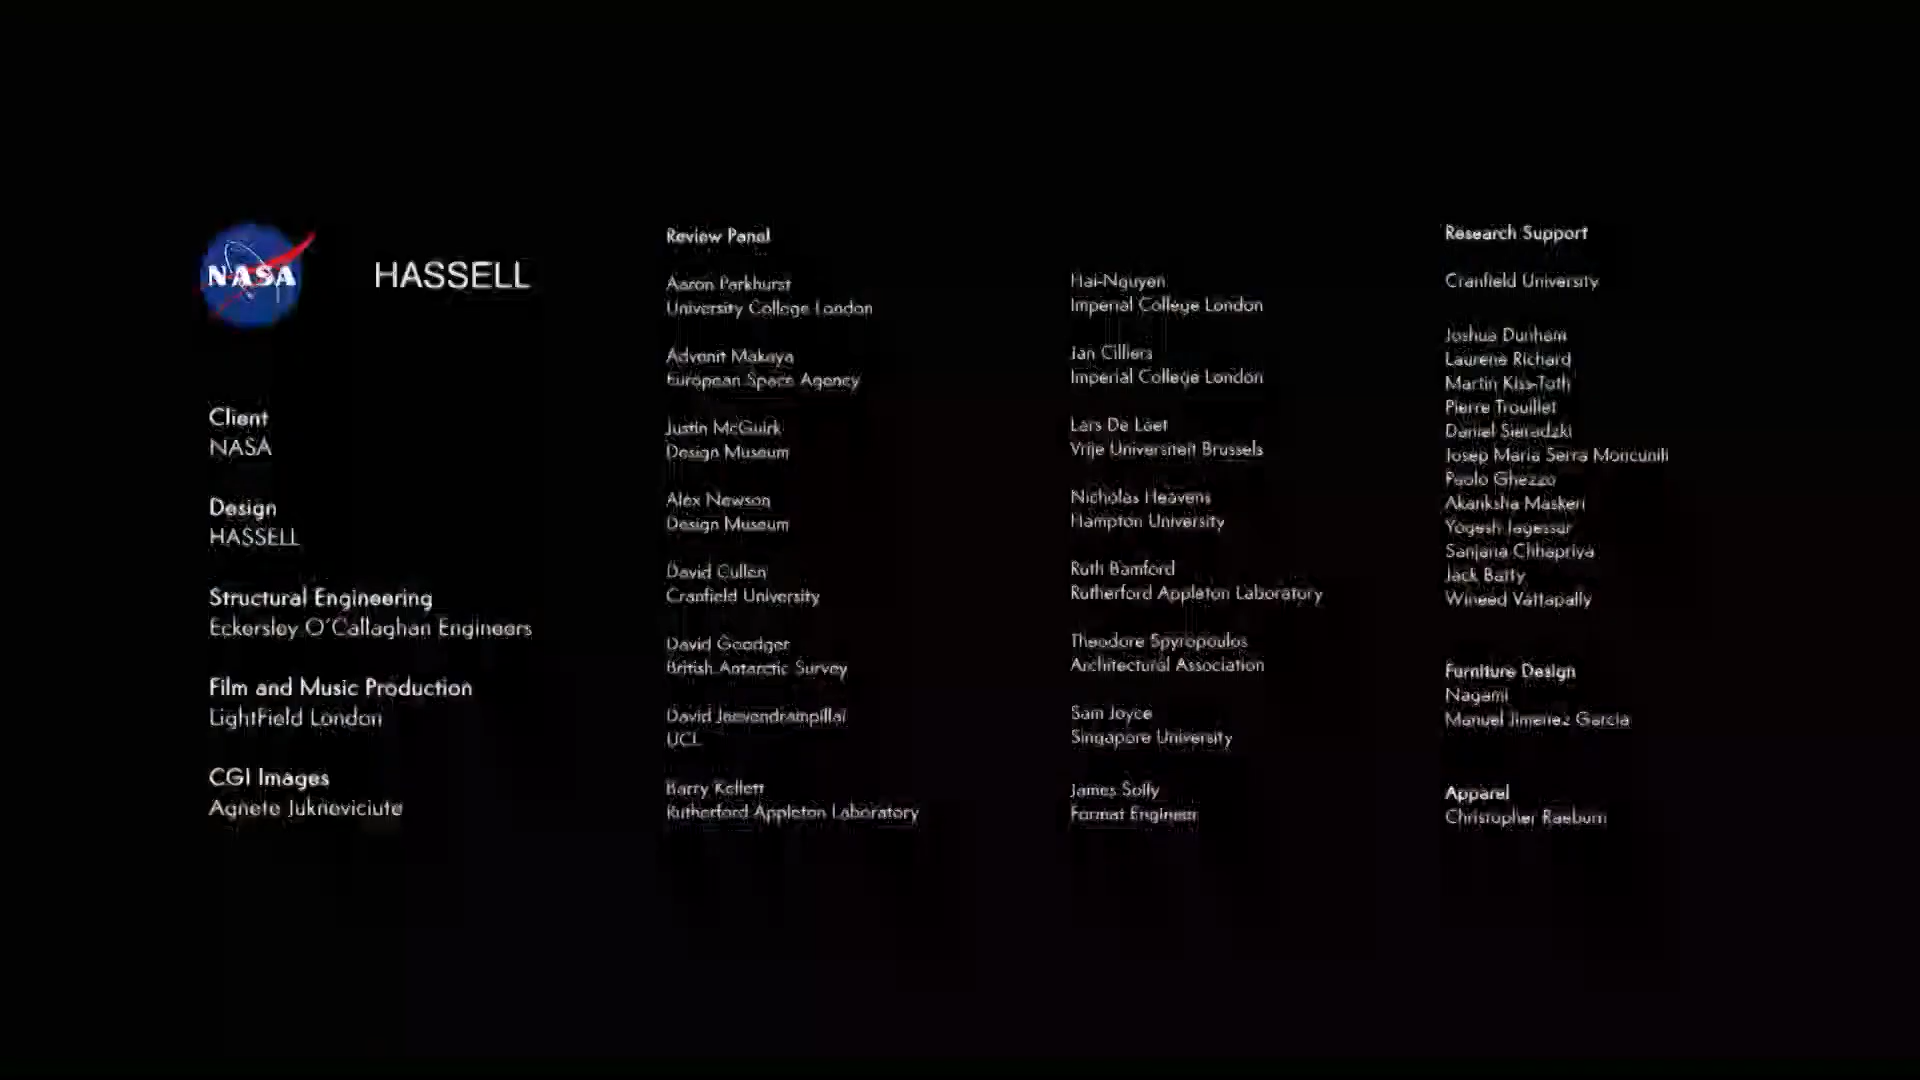 NASA
HASSELL
Client
NASA
Design
HASSELL
Structural Engineering
Eckersley O'Callaghan Engineers
Film and Music Production
LightField London
CGI Images
Agnete Jukneviciute
Review Panel
Aaron Parkhurst
University College London
Advenit Makaya
European Space Agency
Justin McGuirk
Design Museum
Alex Newson
Design Museum
David Cullen
Cranfield University
David Goodger
British Antarctic Survey
David Jeevendrampillai
UCL
Barry Kellett
Rutherford Appleton Laboratory
Hai-Nguyen
Imperial College London
Jan Cilliers
Imperial College London
Lars De Laet
Vrije Universiteit Brussels
Nicholas Heavens
Hampton University
Ruth Bamford
Rutherford Appleton Laboratory
Theodore Spyropoulos
Architectural Association
Sam Joyce
Singapore University
James Solly
Format Engineer
Research Support
Cranfield University
Joshua Dunham
Laurene Richard
Martin Kiss-Toth
Pierre Trouillet
Daniel Sieradzki
Josep Maria Serra Moncunill
Paolo Ghezzo
Akanksha Maskeri
Yogesh Jagessur
Sanjana Chhapriya
Jack Batty
Wineed Vattapally
Furniture Design
Nagami
Manuel Jimenez Garcia
Apparel
Christopher Raeburn